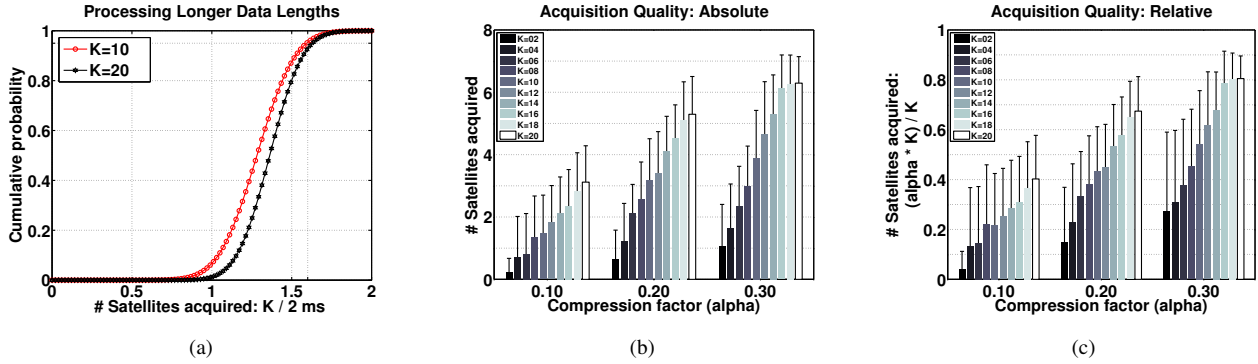 Processing Longer Data Lengths
Cumulative probability
1
0.8
0.6
0.4
0.2
0
K=10
K=20
0
0.5
1
1.5
2
# Satellites acquired: K / 2 ms
(a)
Acquisition Quality: Absolute
# Satellites acquired
8
6
4
2
0
K=02
K=04
K=06
K=08
K=10
K=12
K=14
K=16
K=18
K=20
0.10
0.20
0.30
Compression factor (alpha)
(b)
Acquisition Quality: Relative
# Satellites acquired:
(alpha * K) / K
1
0.8
0.6
0.4
0.2
0
K=02
K=04
K=06
K=08
K=10
K=12
K=14
K=16
K=18
K=20
0.10
0.20
0.30
Compression factor (alpha)
(c)